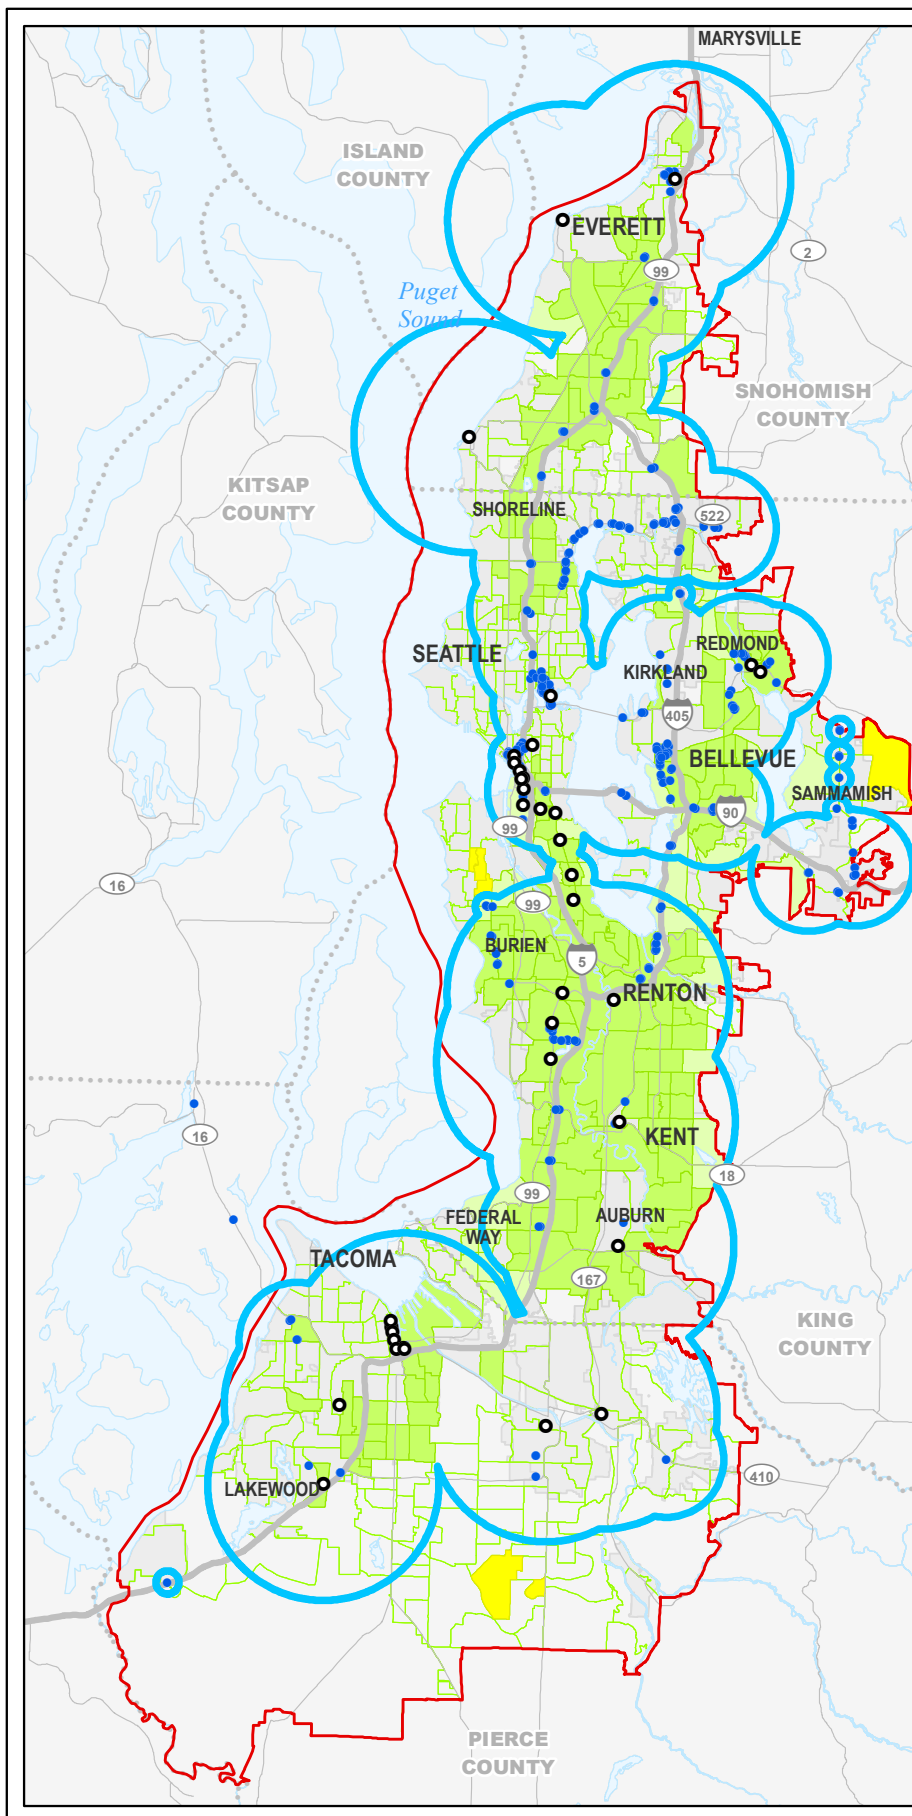 MARYSVILLE
ISLAND
COUNTY
EVERETT
2
99
Puget
Sound
SNOHOMISH
COUNTY
KITSAP
COUNTY
SHORELINE
522
SEATTLE
REDMOND
KIRKLAND
405
BELLEVUE
SAMMAMISH
90
99
16
99
BURIEN
5
RENTON
16
KENT
18
99
FEDERAL
WAY
AUBURN
TACOMA
167
KING
COUNTY
410
LAKEWOOD
PIERCE
COUNTY